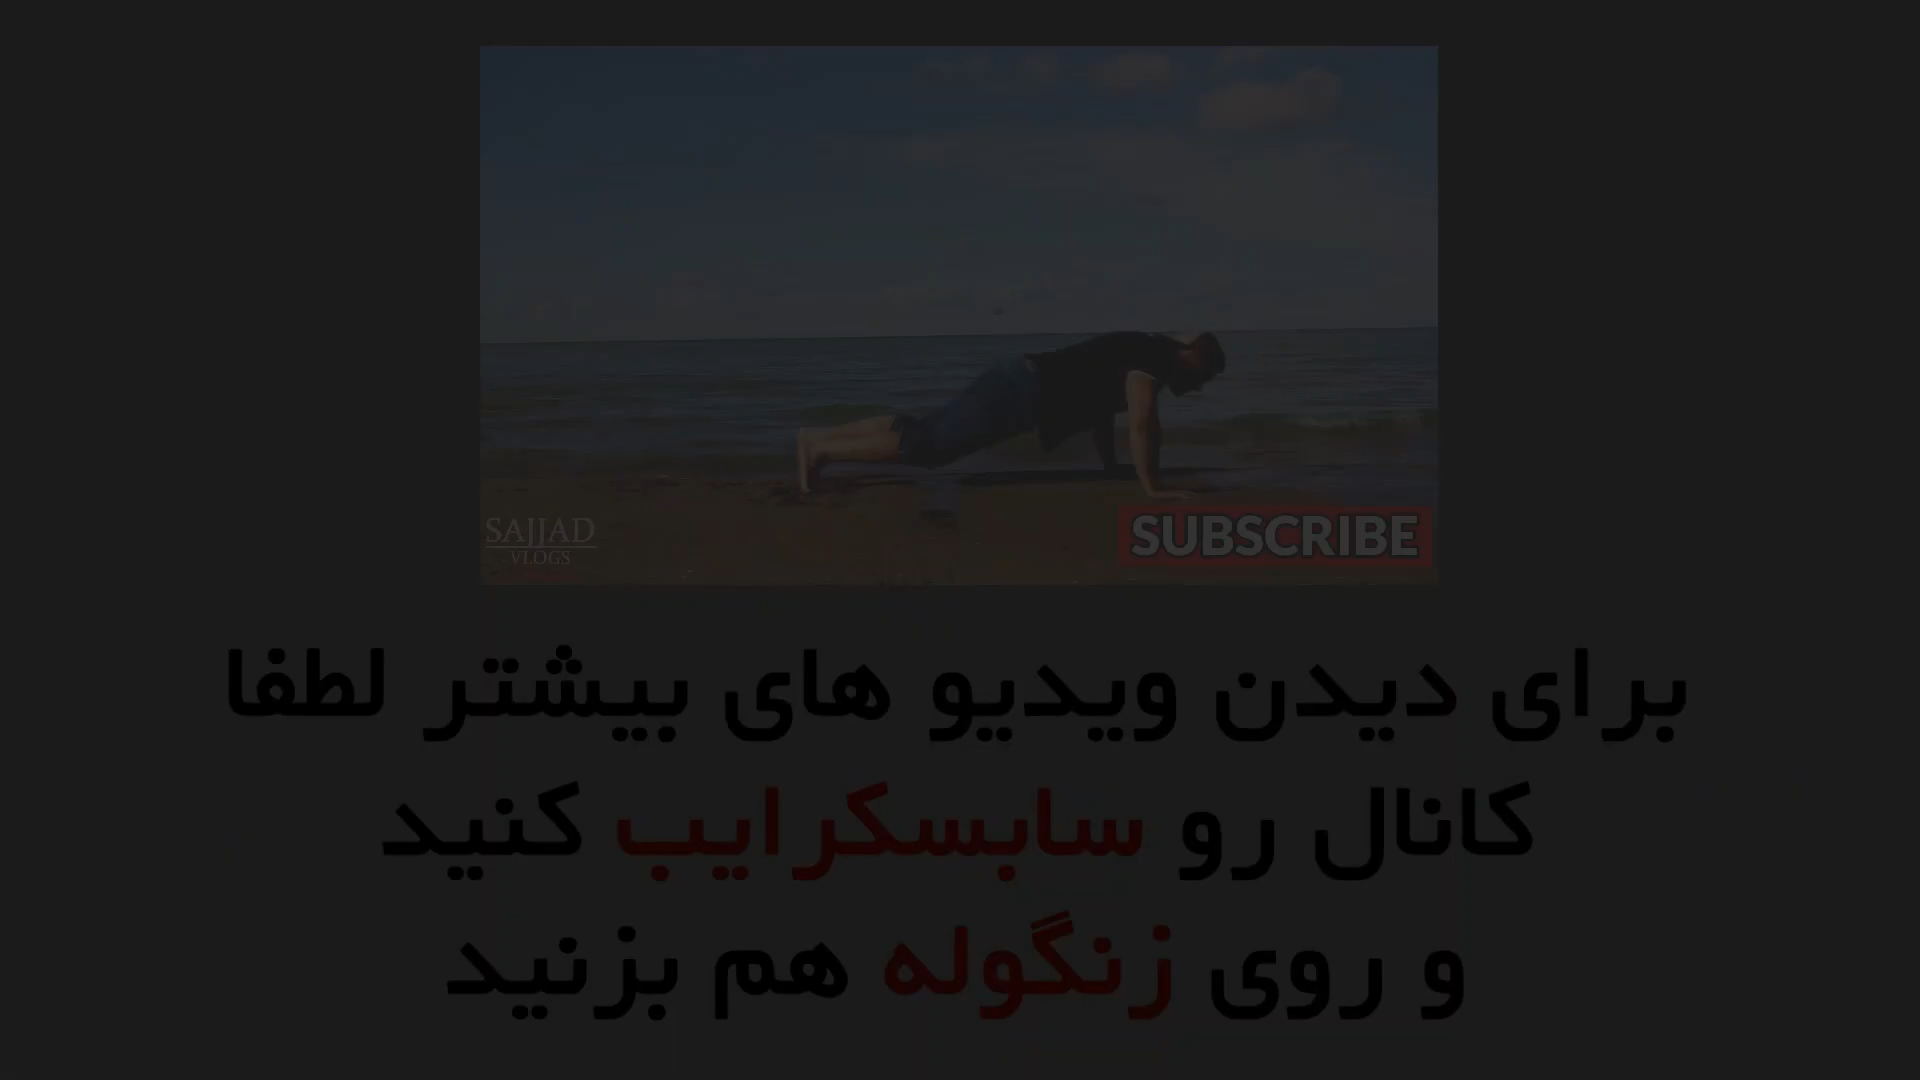 SAJJAD
VLOGS
SUBSCRIBE
برای دیدن ویدیو های بیشتر لطفا
کانال رو سابسکرایب کنید
و روی زنگوله هم بزنید